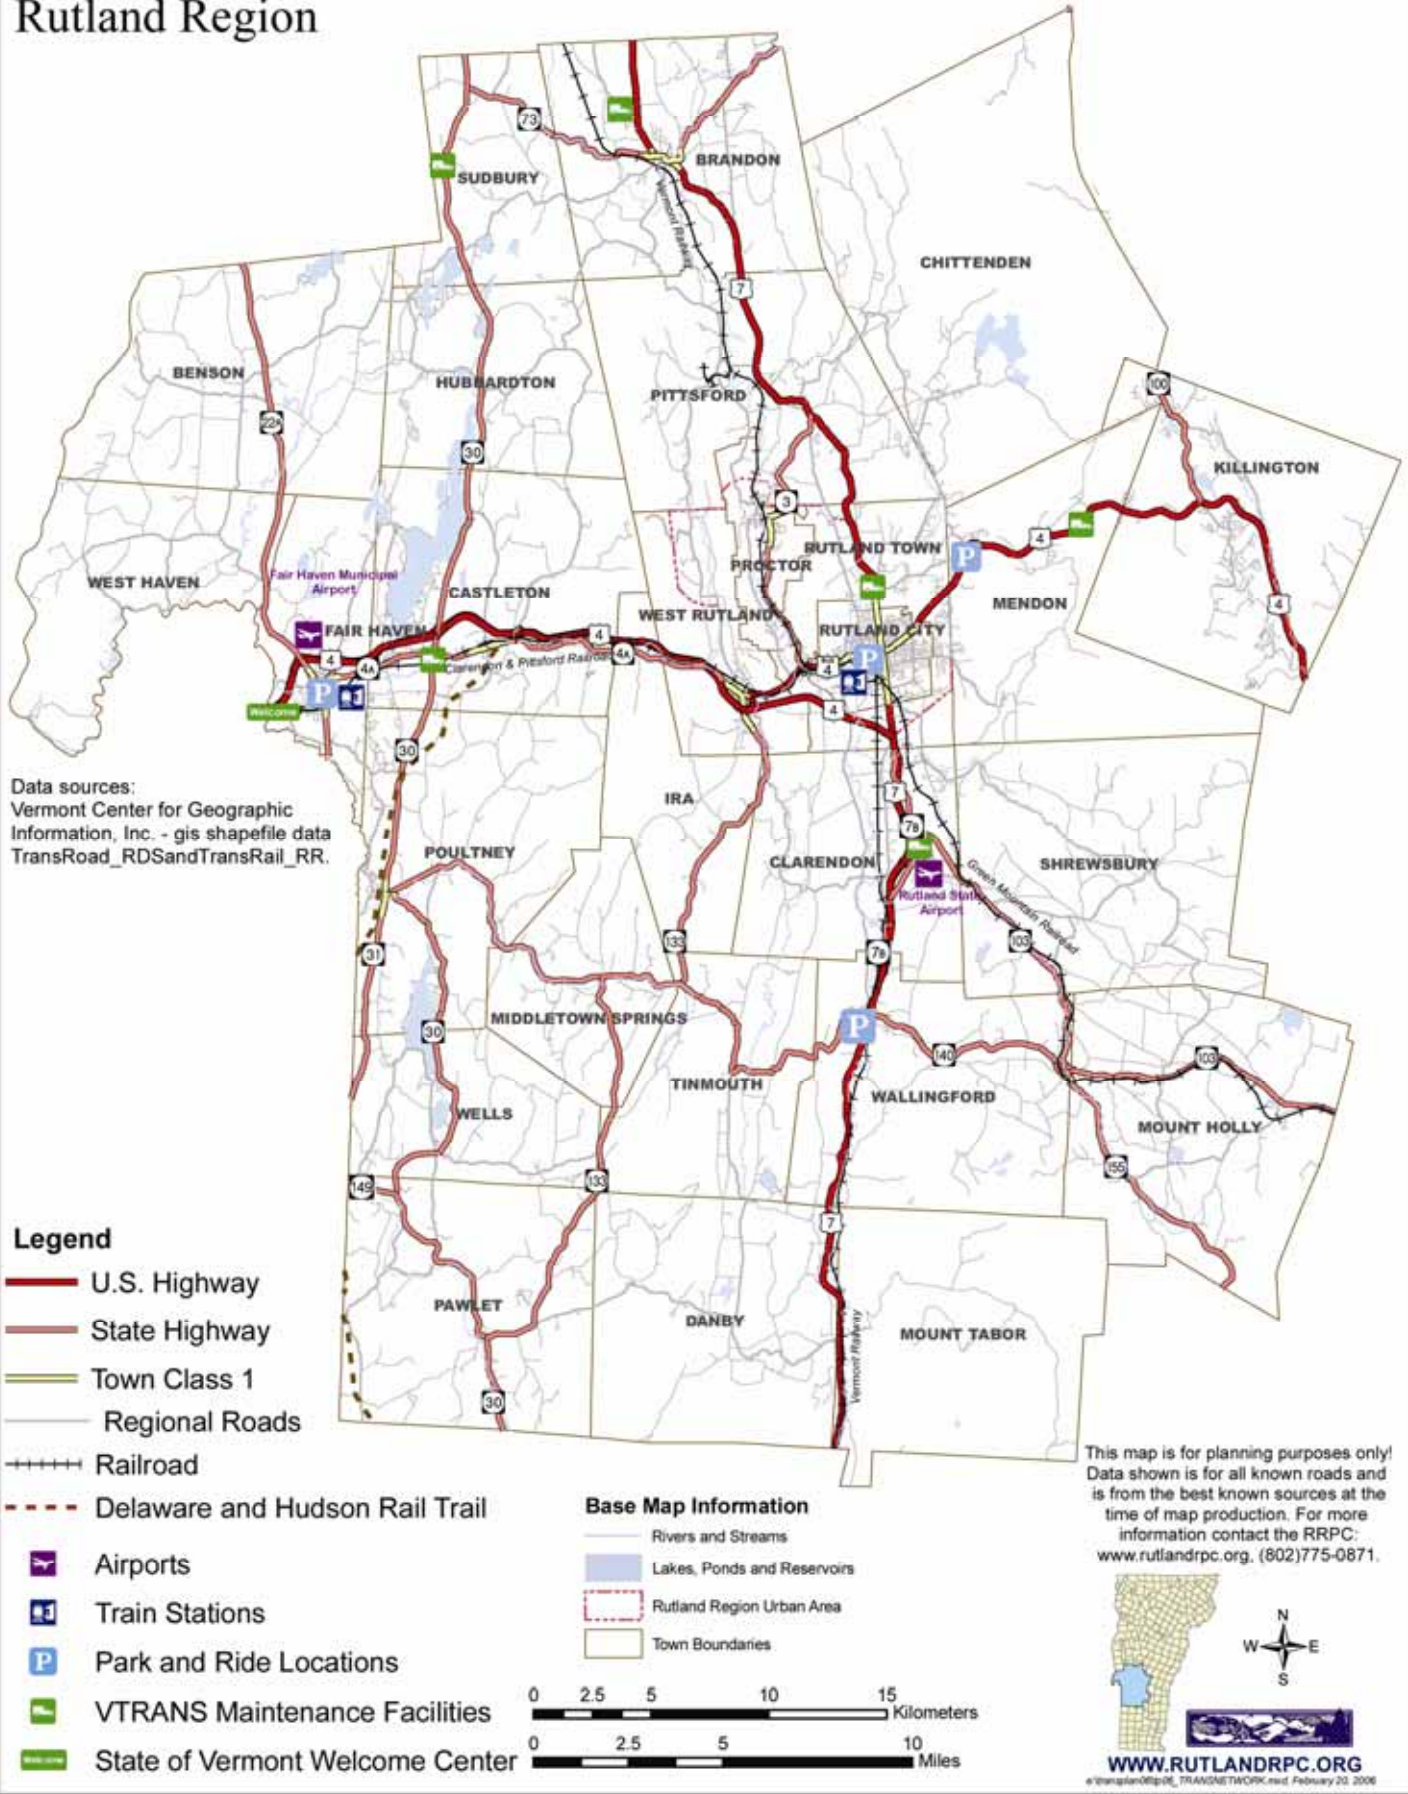 Rutland Region
73
SUDBURY
BRANDON
Vermont Railway
CHITTENDEN
7
BENSON
HUBBARDTON
PITTSFORD
100
22A
30
KILLINGTON
3
4
RUTLAND TOWN
PROCTOR
WEST HAVEN
Fair Haven Municipal
Airport
CASTLETON
MENDON
4
WEST RUTLAND
FAIR HAVEN
RUTLAND CITY
4
4
4A
Clarendon & Pittsford Railroad
4A
4
P
P
P
Welcome
4
30
Data sources:
Vermont Center for Geographic
Information, Inc. - gis shapefile data
TransRoad_RDSandTransRail_RR.
IRA
7
7B
POULTNEY
CLARENDON
SHREWSBURY
Green Mountain Railroad
Rutland State
Airport
31
133
7B
103
MIDDLETOWN SPRINGS
30
P
140
103
TINMOUTH
WALLINGFORD
WELLS
MOUNT HOLLY
155
149
133
7
PAWLET
DANBY
MOUNT TABOR
Vermont Railway
30
Legend
U.S. Highway
State Highway
Town Class 1
Regional Roads
Railroad
Delaware and Hudson Rail Trail
Airports
Train Stations
P Park and Ride Locations
VTRANS Maintenance Facilities
Welcome State of Vermont Welcome Center
Base Map Information
Rivers and Streams
Lakes, Ponds and Reservoirs
Rutland Region Urban Area
Town Boundaries
0 2.5 5 10 15
Kilometers
0 2.5 5 10
Miles
This map is for planning purposes only!
Data shown is for all known roads and
is from the best known sources at the
time of map production. For more
information contact the RRPC:
www.rutlandrpc.org, (802)775-0871.
N
W E
S
WWW.RUTLANDRPC.ORG
February 20, 2006